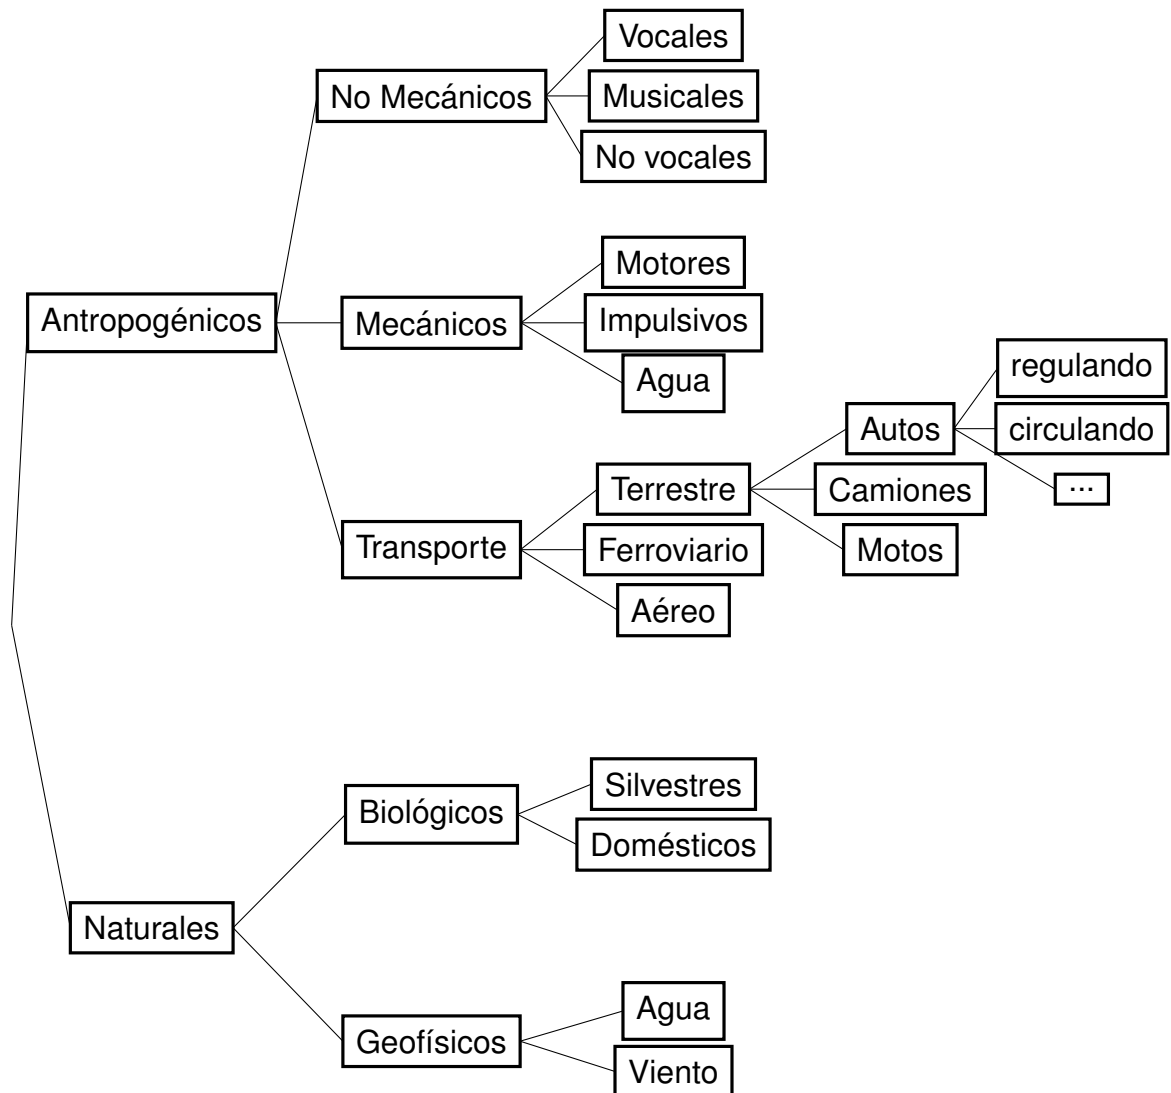 Vocales
No Mecánicos
Musicales
No vocales
Motores
Antropogénicos
Mecánicos
Impulsivos
Agua
regulando
Autos
circulando
Terrestre
Camiones
...
Transporte
Ferroviario
Motos
Aéreo
Silvestres
Biológicos
Domésticos
Naturales
Agua
Geofísicos
Viento